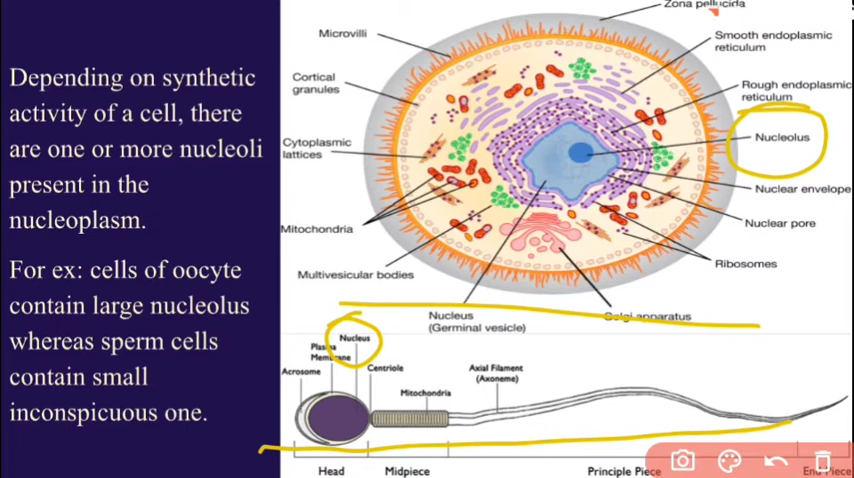 Depending on synthetic
activity of a cell, there
are one or more nucleoli
present in the
nucleoplasm.
For ex: cells of oocyte
contain large nucleolus
whereas sperm cells
contain small
inconspicuous one.
Zona pellucida
Microvilli
Smooth endoplasmic
reticulum
Cortical
granules
Rough endoplasmic
reticulum
Cytoplasmic
lattices
Nucleolus
Nuclear envelope
Mitochondria
Nuclear pore
Ribosomes
Multivesicular bodies
Nucleus
(Germinal vesicle)
Golgi apparatus
Nucleus
Plasma
Membrane
Acrosome
Centriole
Axial Filament
(Axoneme)
Mitochondria
Head
Midpiece
Principle Piece
End Piece